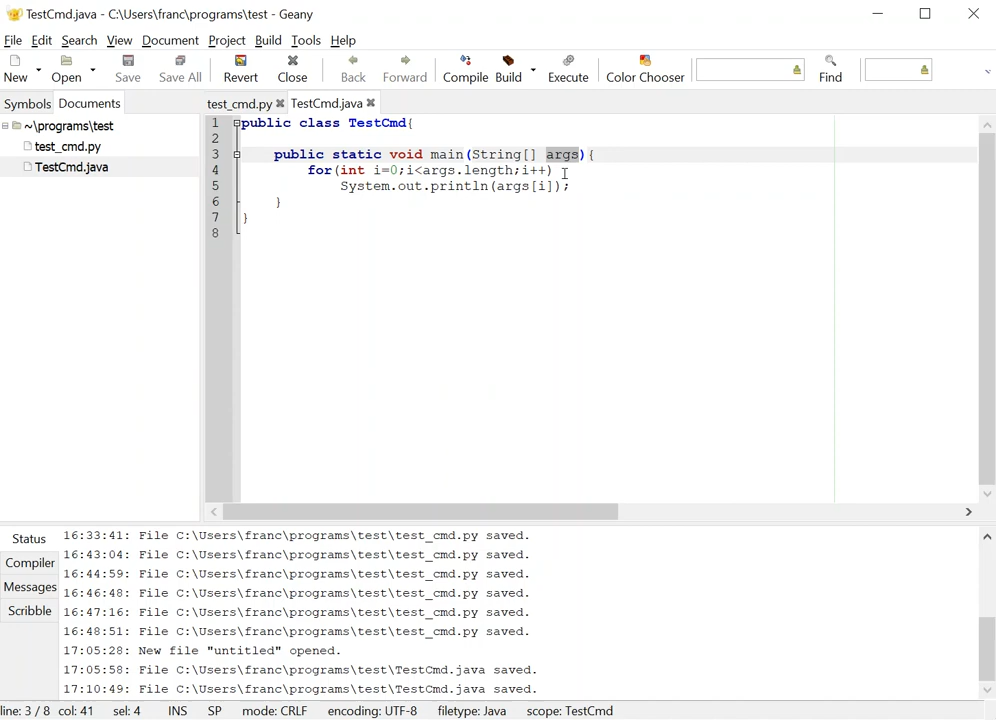 TestCmd.java - C:\Users\franc\programs\test - Geany
File Edit Search View Document Project Build Tools Help
New Open Save Save All Revert Close Back Forward Compile Build Execute Color Chooser Find
Symbols Documents test_cmd.py TestCmd.java
~\programs\test
test_cmd.py
TestCmd.java
1 public class TestCmd{
2
3 public static void main(String[] args){
4 for(int i=0;i<args.length;i++)
5 System.out.println(args[i]);
6 }
7 }
8
Status
Compiler
Messages
Scribble
16:33:41: File C:\Users\franc\programs\test\test_cmd.py saved.
16:43:04: File C:\Users\franc\programs\test\test_cmd.py saved.
16:44:59: File C:\Users\franc\programs\test\test_cmd.py saved.
16:46:48: File C:\Users\franc\programs\test\test_cmd.py saved.
16:47:16: File C:\Users\franc\programs\test\test_cmd.py saved.
16:48:51: File C:\Users\franc\programs\test\test_cmd.py saved.
17:05:28: New file "untitled" opened.
17:05:58: File C:\Users\franc\programs\test\TestCmd.java saved.
17:10:49: File C:\Users\franc\programs\test\TestCmd.java saved.
line: 3 / 8 col: 41 sel: 4 INS SP mode: CRLF encoding: UTF-8 filetype: Java scope: TestCmd